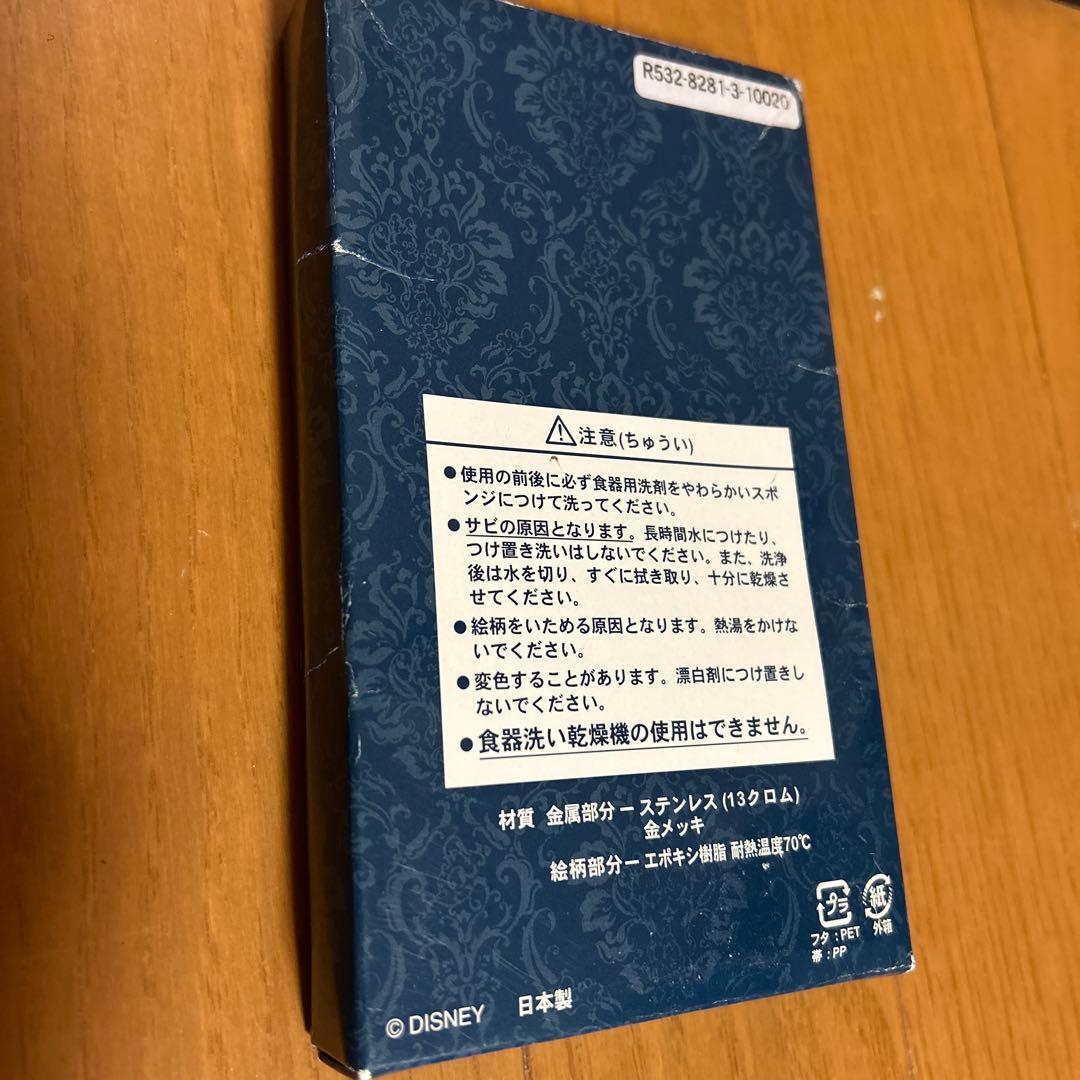 R532-8281-3-10020
⚠注意(ちゅうい)
●使用の前後に必ず食器用洗剤をやわらかいスポ
ンジにつけて洗ってください。
●サビの原因となります。長時間水につけたり、
つけ置き洗いはしないでください。また、洗浄
後は水を切り、すぐに拭き取り、十分に乾燥さ
せてください。
●絵柄をいためる原因となります。熱湯をかけな
いでください。
●変色することがあります。漂白剤につけ置きし
ないでください。
●食器洗い乾燥機の使用はできません。
材質 金属部分ーステンレス(13クロム)
金メッキ
絵柄部分ーエポキシ樹脂 耐熱温度70℃
プラ 紙
フタ:PET 外箱
帯:PP
©DISNEY 日本製